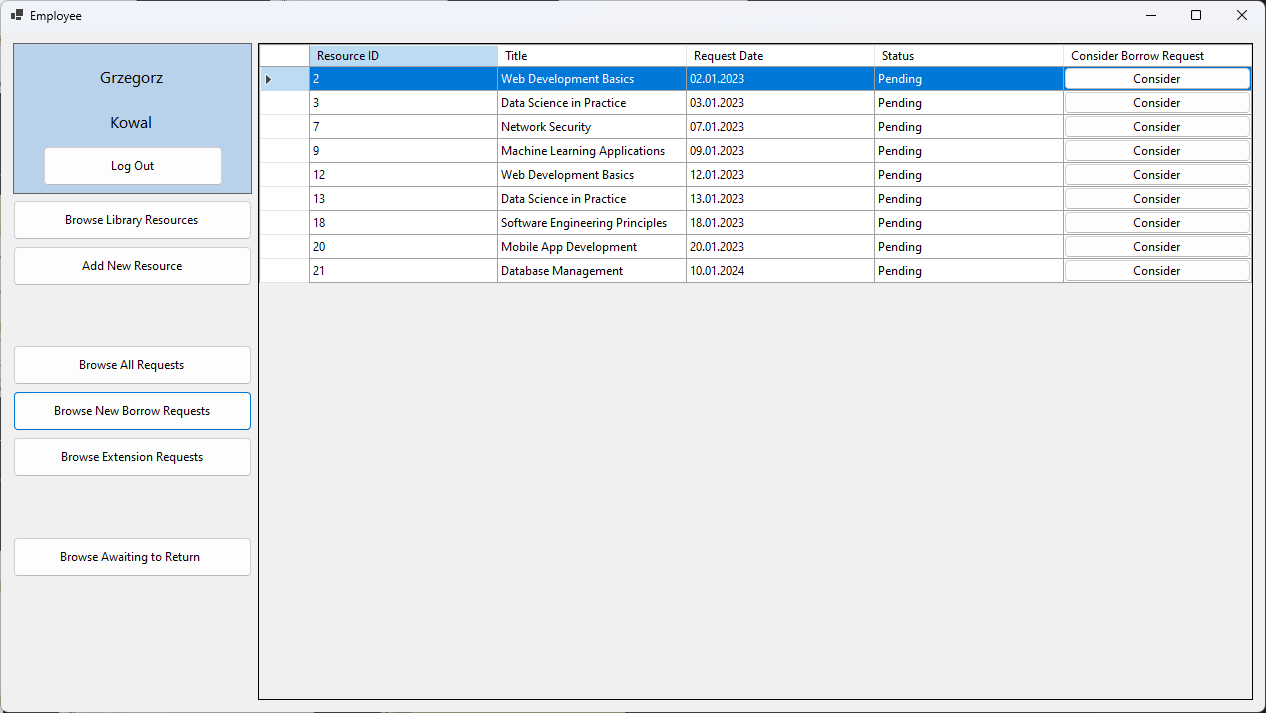 Employee
Grzegorz
Kowal
Log Out
Browse Library Resources
Add New Resource
Browse All Requests
Browse New Borrow Requests
Browse Extension Requests
Browse Awaiting to Return
Resource ID Title Request Date Status Consider Borrow Request
2 Web Development Basics 02.01.2023 Pending Consider
3 Data Science in Practice 03.01.2023 Pending Consider
7 Network Security 07.01.2023 Pending Consider
9 Machine Learning Applications 09.01.2023 Pending Consider
12 Web Development Basics 12.01.2023 Pending Consider
13 Data Science in Practice 13.01.2023 Pending Consider
18 Software Engineering Principles 18.01.2023 Pending Consider
20 Mobile App Development 20.01.2023 Pending Consider
21 Database Management 10.01.2024 Pending Consider